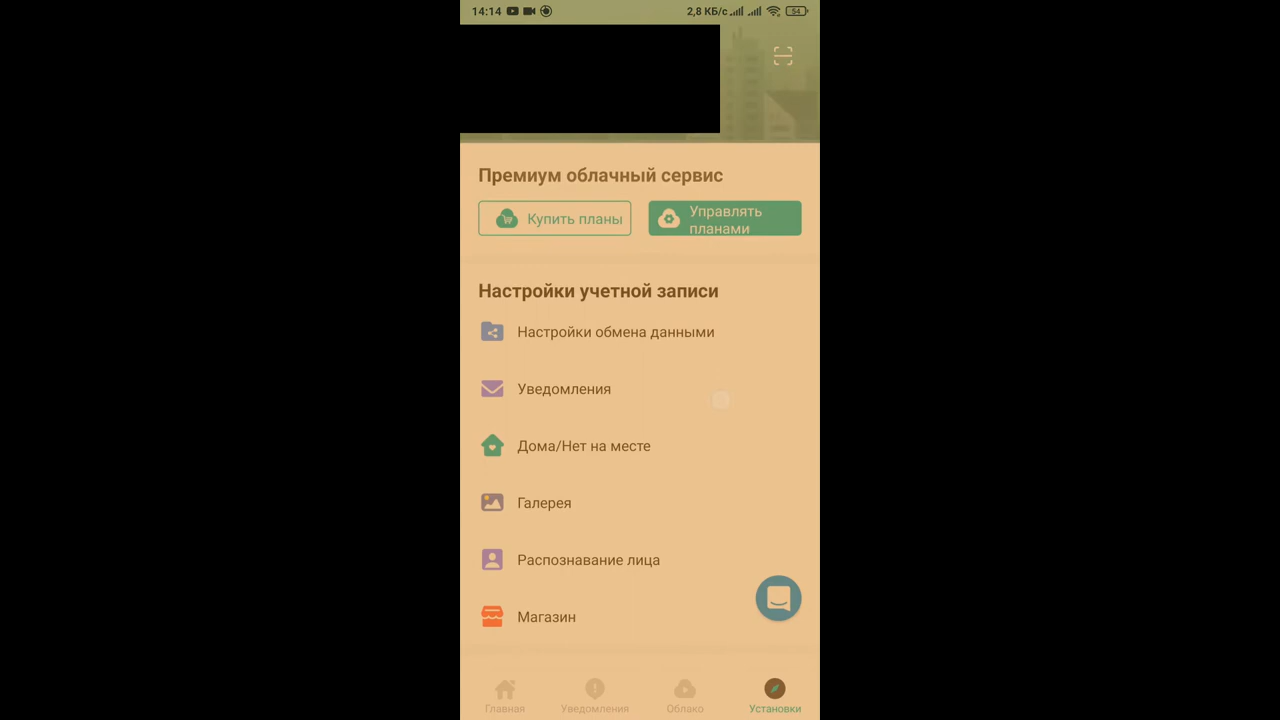 14:14
2,8 КБ/с
54
Премиум облачный сервис
Купить планы
Управлять
планами
Настройки учетной записи
Настройки обмена данными
Уведомления
Дома/Нет на месте
Галерея
Распознавание лица
Магазин
Главная
Уведомления
Облако
Установки